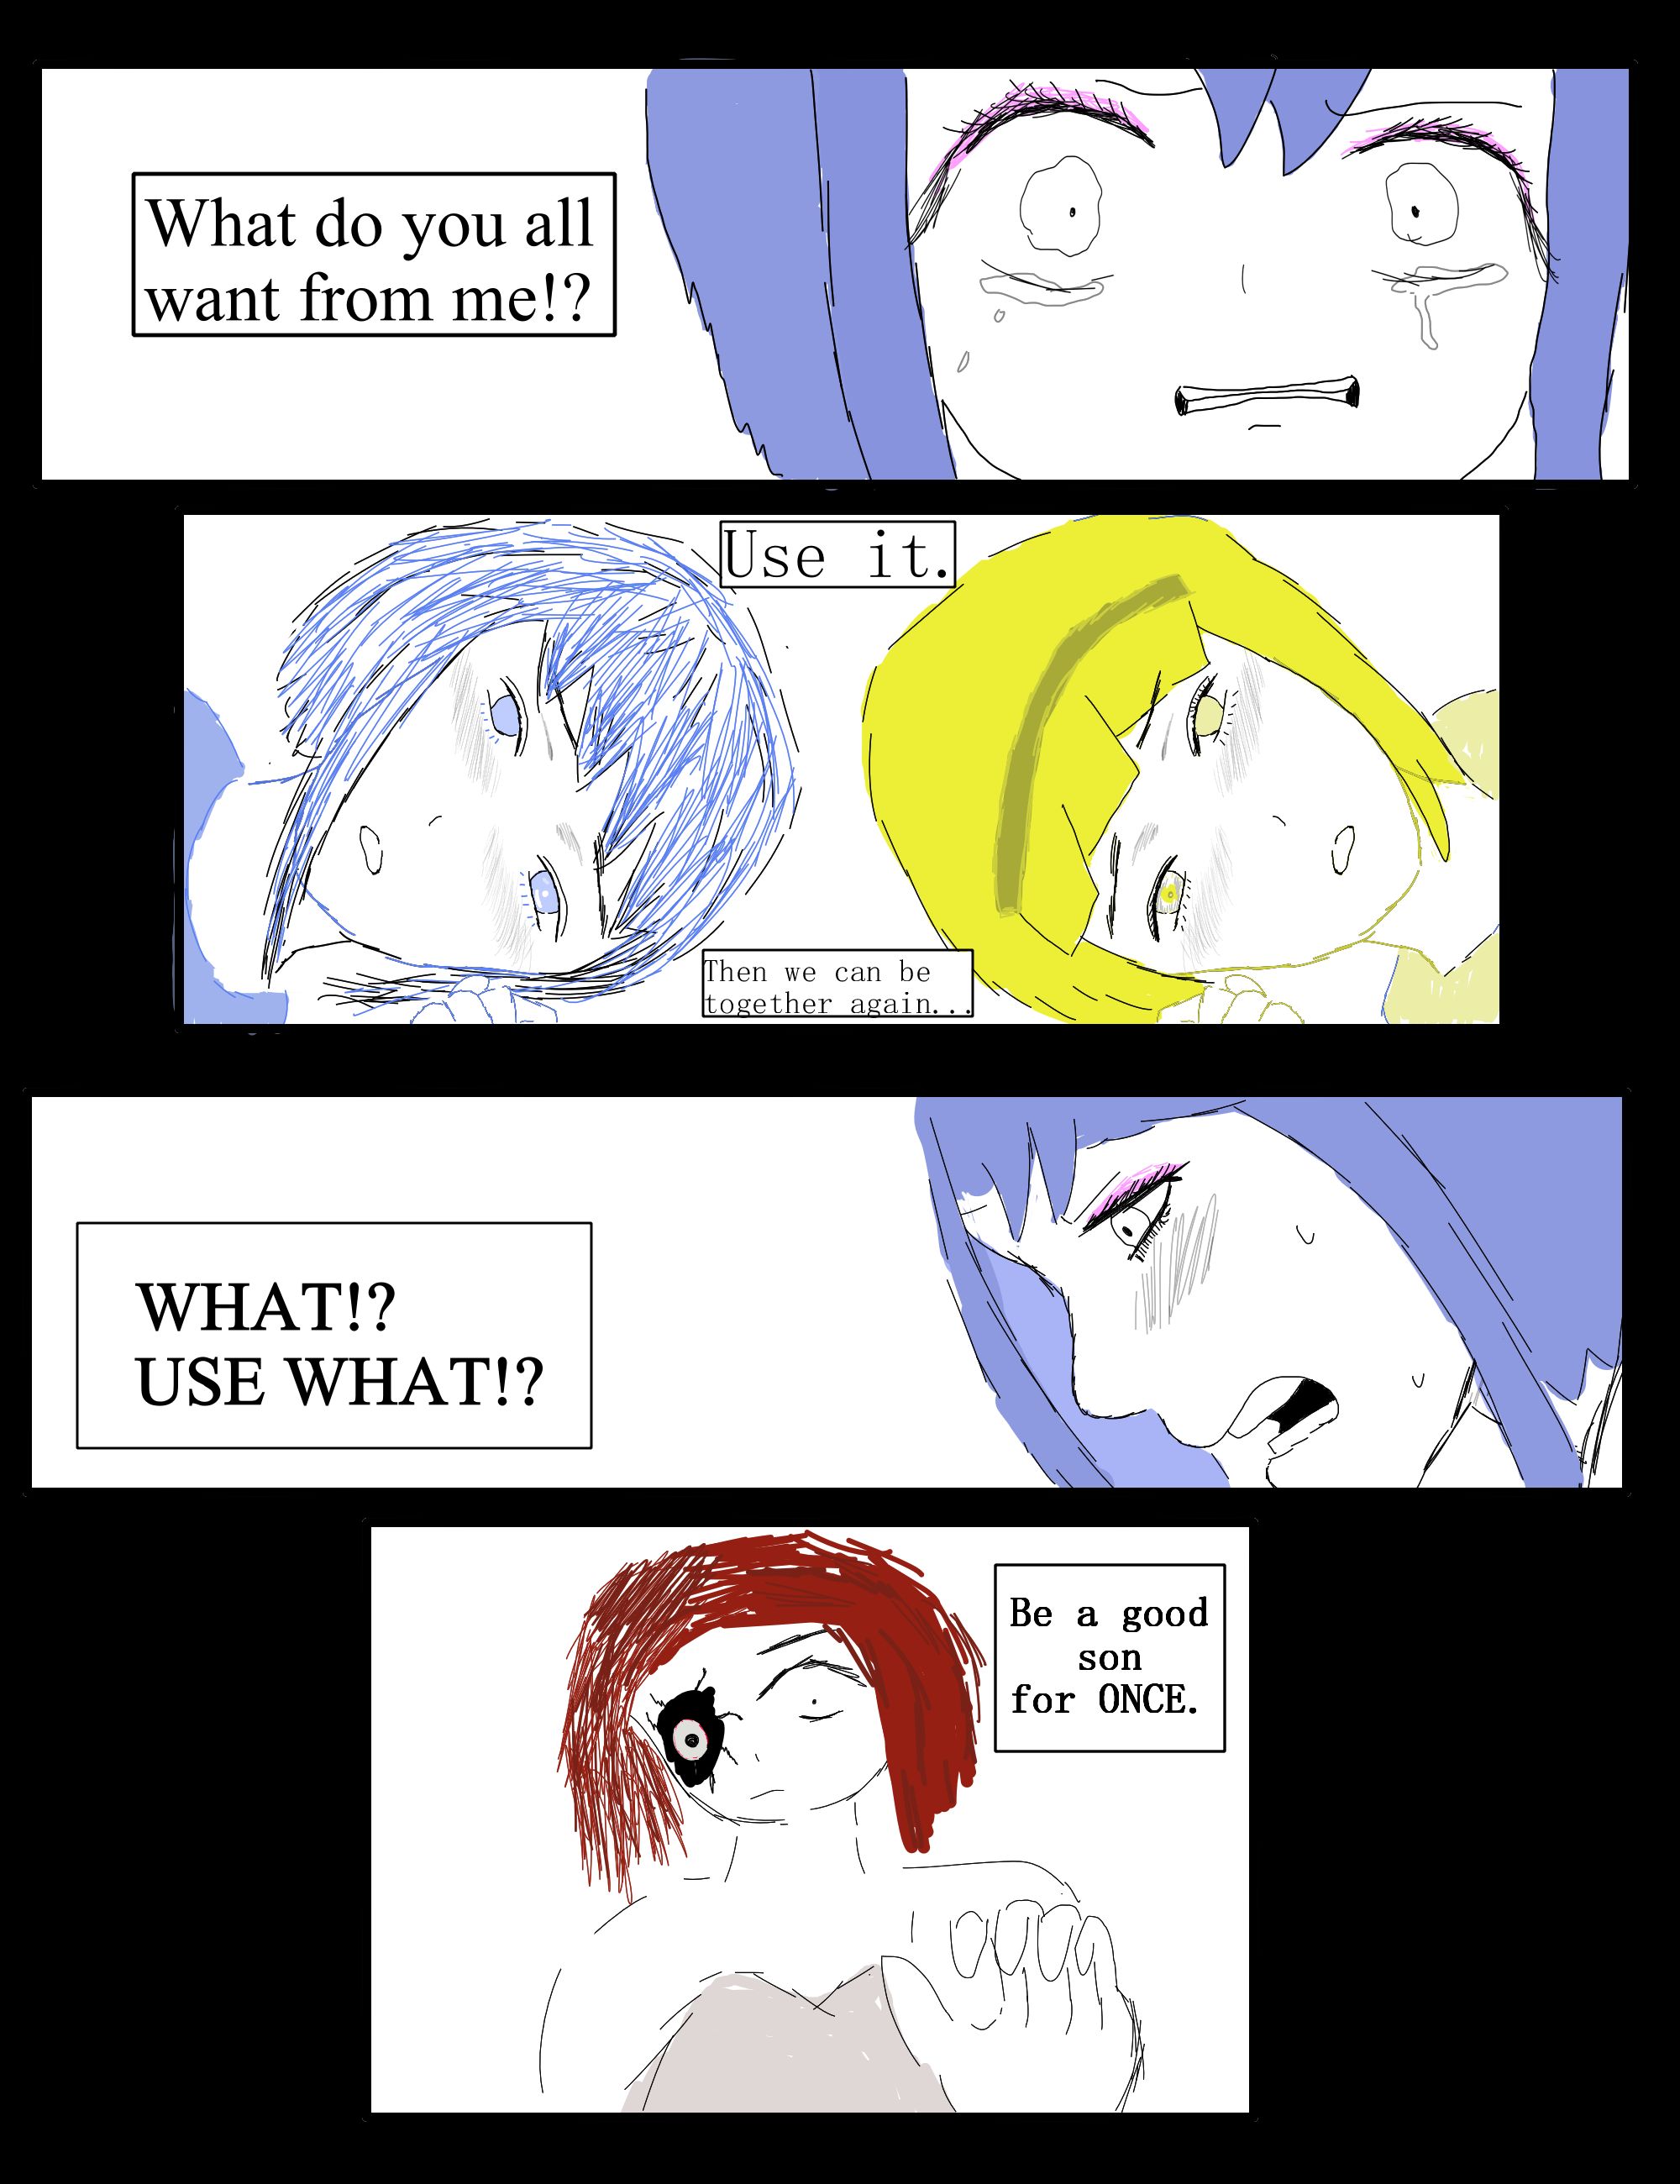 What do you all
want from me!?
Use it.
Then we can be
together again...
WHAT!?
USE WHAT!?
Be a good
son
for ONCE.